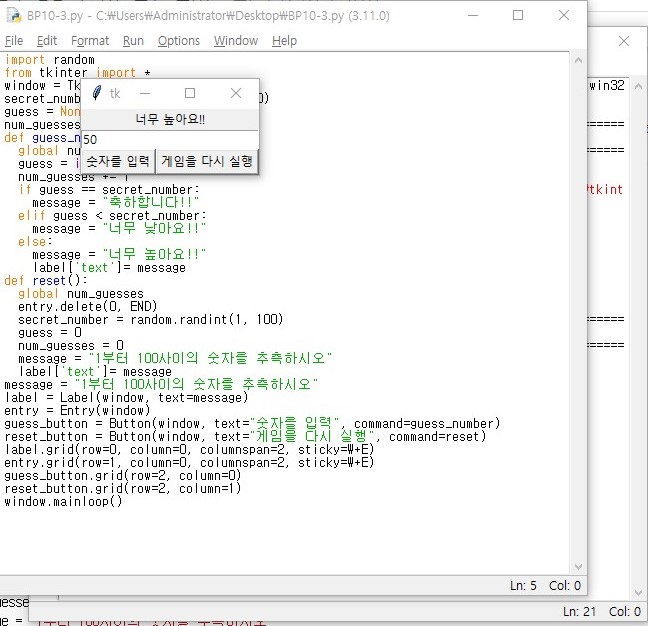 BP10-3.py - C:₩Users₩Administrator₩Desktop₩BP10-3.py (3.11.0)
File Edit Format Run Options Window Help
import random
from tkinter import *
window = Tk
secret_numb
0)
guess = Non
num_guesses
def guess_n
global nu
guess = i
num_guesses += 1
if guess == secret_number:
message = "축하합니다!!"
elif guess < secret_number:
message = "너무 낮아요!!"
else:
message = "너무 높아요!!"
label['text']= message
def reset():
global num_guesses
entry.delete(0, END)
secret_number = random.randint(1, 100)
guess = 0
num_guesses = 0
message = "1부터 100사이의 숫자를 추측하시오"
label['text']= message
message = "1부터 100사이의 숫자를 추측하시오"
label = Label(window, text=message)
entry = Entry(window)
guess_button = Button(window, text="숫자를 입력", command=guess_number)
reset_button = Button(window, text="게임을 다시 실행", command=reset)
label.grid(row=0, column=0, columnspan=2, sticky=W+E)
entry.grid(row=1, column=0, columnspan=2, sticky=W+E)
guess_button.grid(row=2, column=0)
reset_button.grid(row=2, column=1)
window.mainloop()
Ln: 5 Col: 0
tk
너무 높아요!!
50
숫자를 입력 게임을 다시 실행
win32
======
======
tkint
======
======
Ln: 21 Col: 0